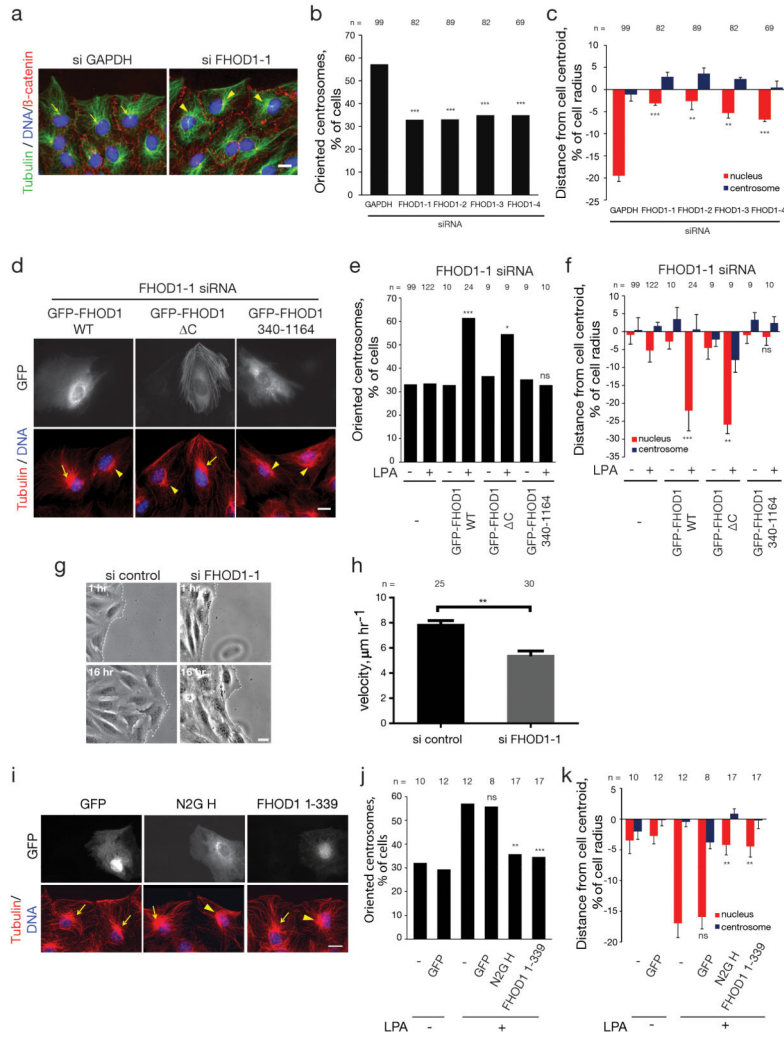 a
si GAPDH
si FHOD1-1
Tubulin / DNA/ß-catenin
b
99 82 89 82 69
Oriented centrosomes,
% of cells
70
60
50
40
30
20
10
0
*** *** *** ***
GAPDH FHOD1-1 FHOD1-2 FHOD1-3 FHOD1-4
siRNA
c
99 82 89 82 69
Distance from cell centroid,
% of cell radius
10
5
0
-5
-10
-15
-20
-25
*** ** ** ***
nucleus
centrosome
GAPDH FHOD1-1 FHOD1-2 FHOD1-3 FHOD1-4
siRNA
d
FHOD1-1 siRNA
GFP-FHOD1
WT
GFP-FHOD1
ΔC
GFP-FHOD1
340-1164
GFP
Tubulin / DNA
e
FHOD1-1 siRNA
n = 99 122 10 24 9 9 9 10
Oriented centrosomes,
% of cells
*** * ns
LPA - + - + - + - +
-
GFP-FHOD1
WT
GFP-FHOD1
ΔC
GFP-FHOD1
340-1164
f
FHOD1-1 siRNA
n = 99 122 10 24 9 9 9 10
Distance from cell centroid,
% of cell radius
10
5
0
-5
-10
-15
-20
-25
-30
-35
*** ** ns
nucleus
centrosome
LPA - + - + - + - +
-
GFP-FHOD1
WT
GFP-FHOD1
ΔC
GFP-FHOD1
340-1164
g
si control
si FHOD1-1
1 hr
1 hr
16 hr
16 hr
h
n = 25 30
velocity, µm hr⁻¹
10
8
6
4
2
0
**
si control
si FHOD1-1
i
GFP
N2G H
FHOD1 1-339
GFP
Tubulin/
DNA
j
n = 10 12 12 8 17 17
Oriented centrosomes,
% of cells
70
60
50
40
30
20
10
0
ns ** ***
- GFP - GFP N2G H FHOD1 1-339
LPA - +
k
n = 10 12 12 8 17 17
Distance from cell centroid,
% of cell radius
5
0
-5
-10
-15
-20
ns ** **
nucleus
centrosome
- GFP - GFP N2G H FHOD1 1-339
LPA - +